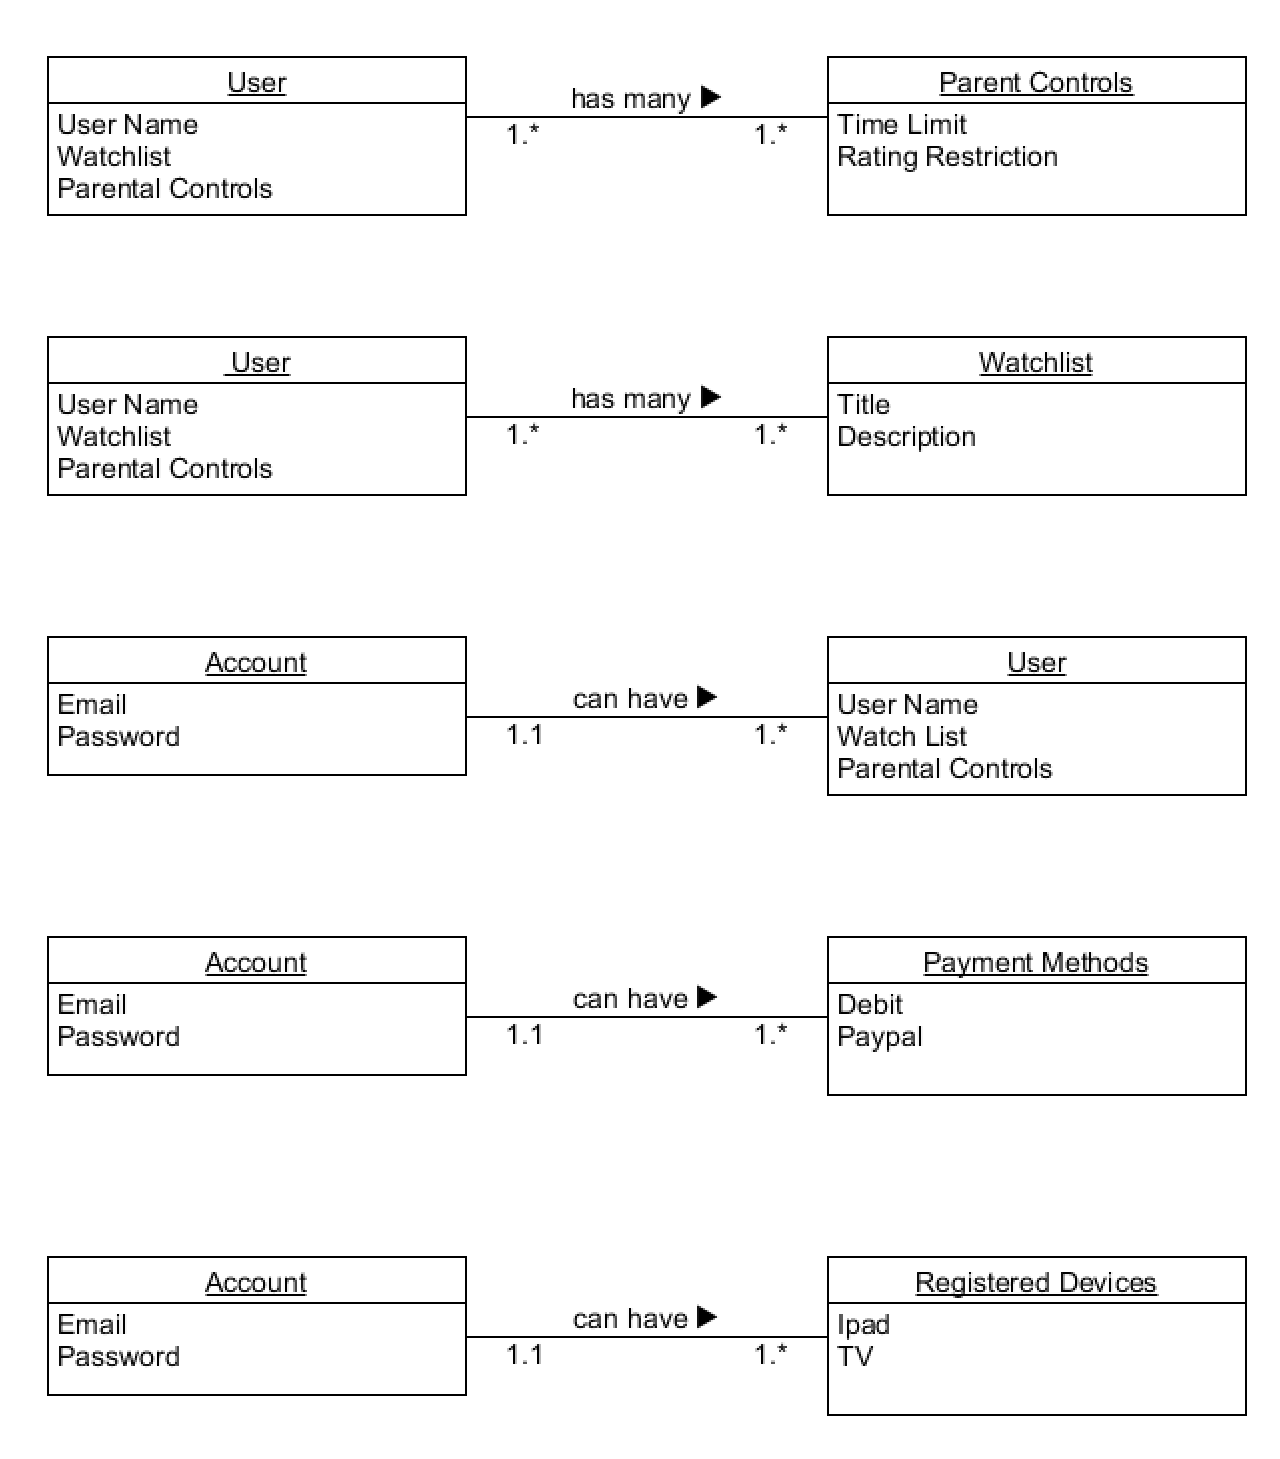 User
User Name
Watchlist
Parental Controls
has many ▶
1.*
1.*
Parent Controls
Time Limit
Rating Restriction
User
User Name
Watchlist
Parental Controls
has many ▶
1.*
1.*
Watchlist
Title
Description
Account
Email
Password
can have ▶
1.1
1.*
User
User Name
Watch List
Parental Controls
Account
Email
Password
can have ▶
1.1
1.*
Payment Methods
Debit
Paypal
Account
Email
Password
can have ▶
1.1
1.*
Registered Devices
Ipad
TV